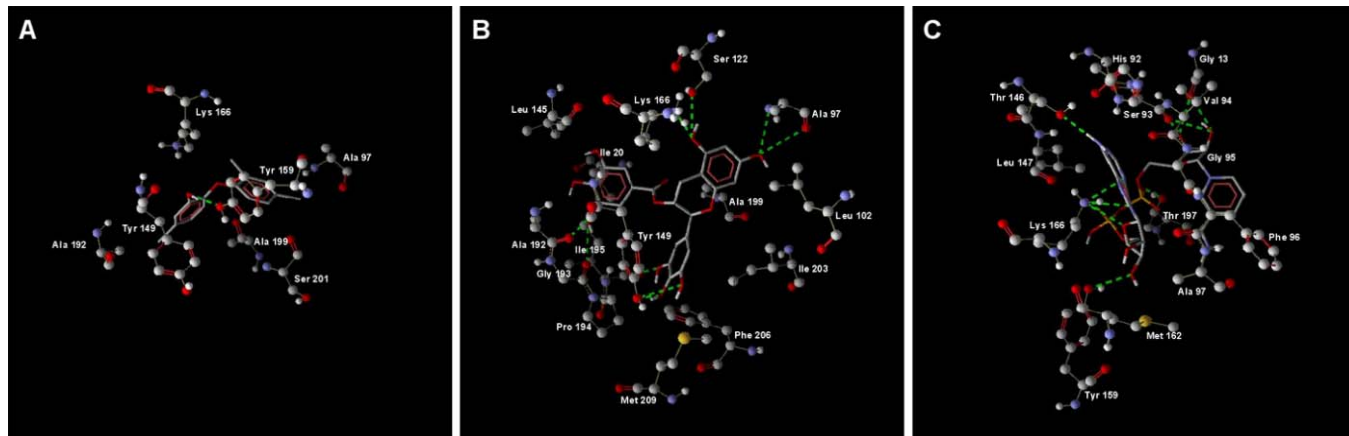 A
Lys 166
Tyr 159
Ala 97
Tyr 149
Ala 192
Ala 199
Ser 201
B
Ser 122
Leu 145
Lys 166
Ala 97
Ile 20
Ala 199
Leu 102
Ala 192
Ile 195
Tyr 149
Gly 193
Ile 203
Pro 194
Phe 206
Met 209
C
His 92
Gly 13
Thr 146
Ser 93
Val 94
Leu 147
Gly 95
Lys 166
Thr 197
Phe 96
Ala 97
Met 162
Tyr 159